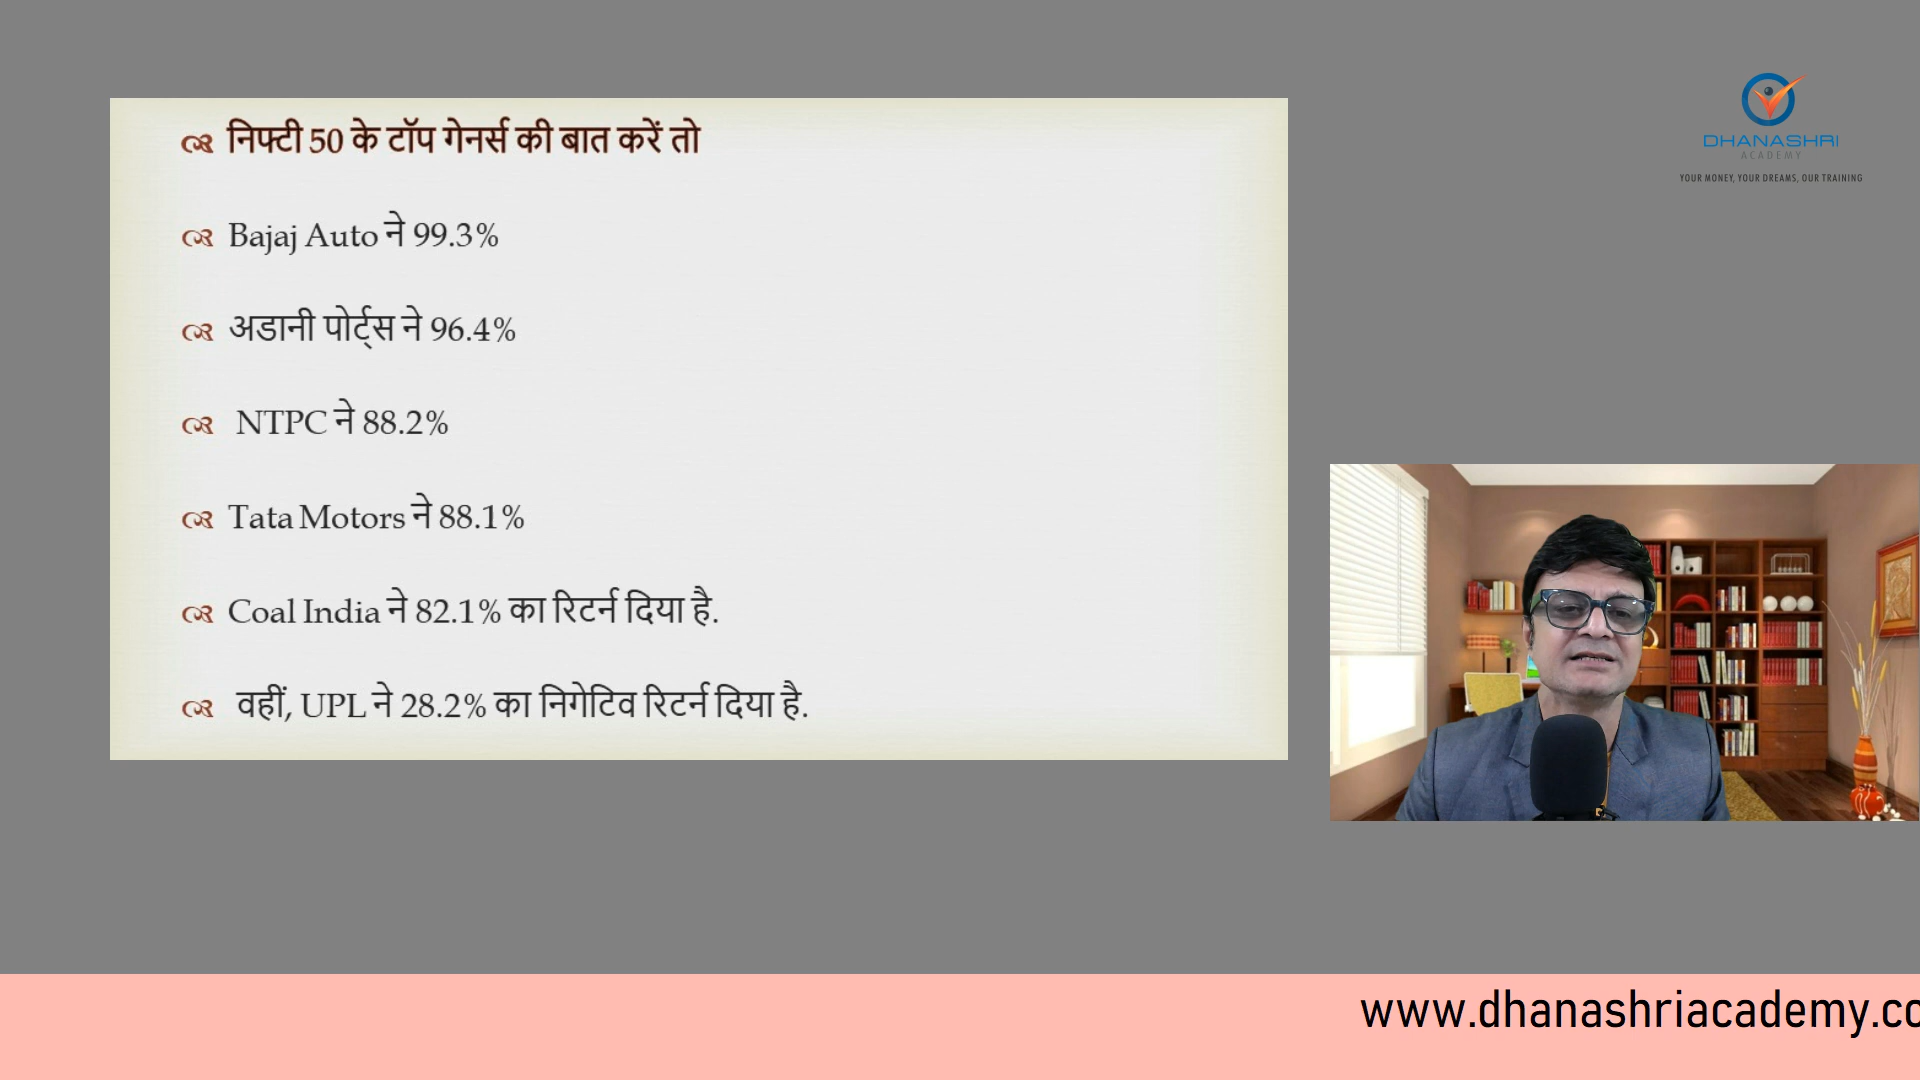 निफ्टी 50 के टॉप गेनर्स की बात करें तो
Bajaj Auto ने 99.3%
अडानी पोर्ट्स ने 96.4%
NTPC ने 88.2%
Tata Motors ने 88.1%
Coal India ने 82.1% का रिटर्न दिया है.
वहीं, UPL ने 28.2% का निगेटिव रिटर्न दिया है.
DHANASHRI
ACADEMY
YOUR MONEY, YOUR DREAMS, OUR TRAINING
www.dhanashriacademy.co